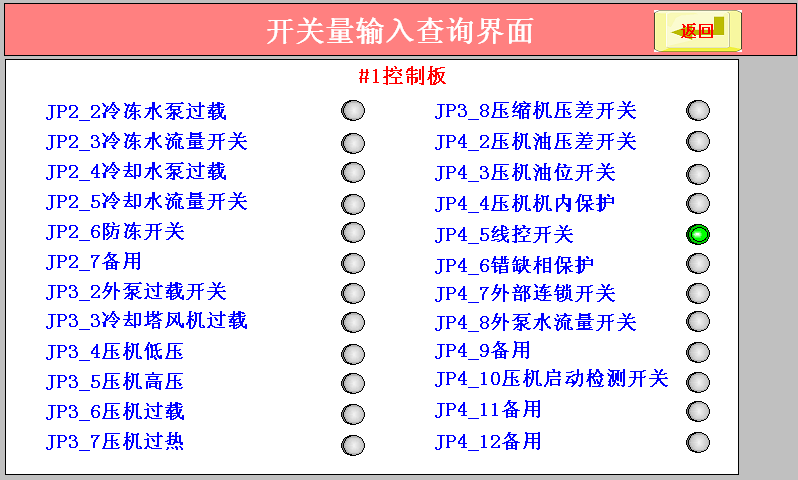 开关量输入查询界面
返回
#1控制板
JP2_2冷冻水泵过载
JP2_3冷冻水流量开关
JP2_4冷却水泵过载
JP2_5冷却水流量开关
JP2_6防冻开关
JP2_7备用
JP3_2外泵过载开关
JP3_3冷却塔风机过载
JP3_4压机低压
JP3_5压机高压
JP3_6压机过载
JP3_7压机过热
JP3_8压缩机压差开关
JP4_2压机油压差开关
JP4_3压机油位开关
JP4_4压机机内保护
JP4_5线控开关
JP4_6错缺相保护
JP4_7外部连锁开关
JP4_8外泵水流量开关
JP4_9备用
JP4_10压机启动检测开关
JP4_11备用
JP4_12备用